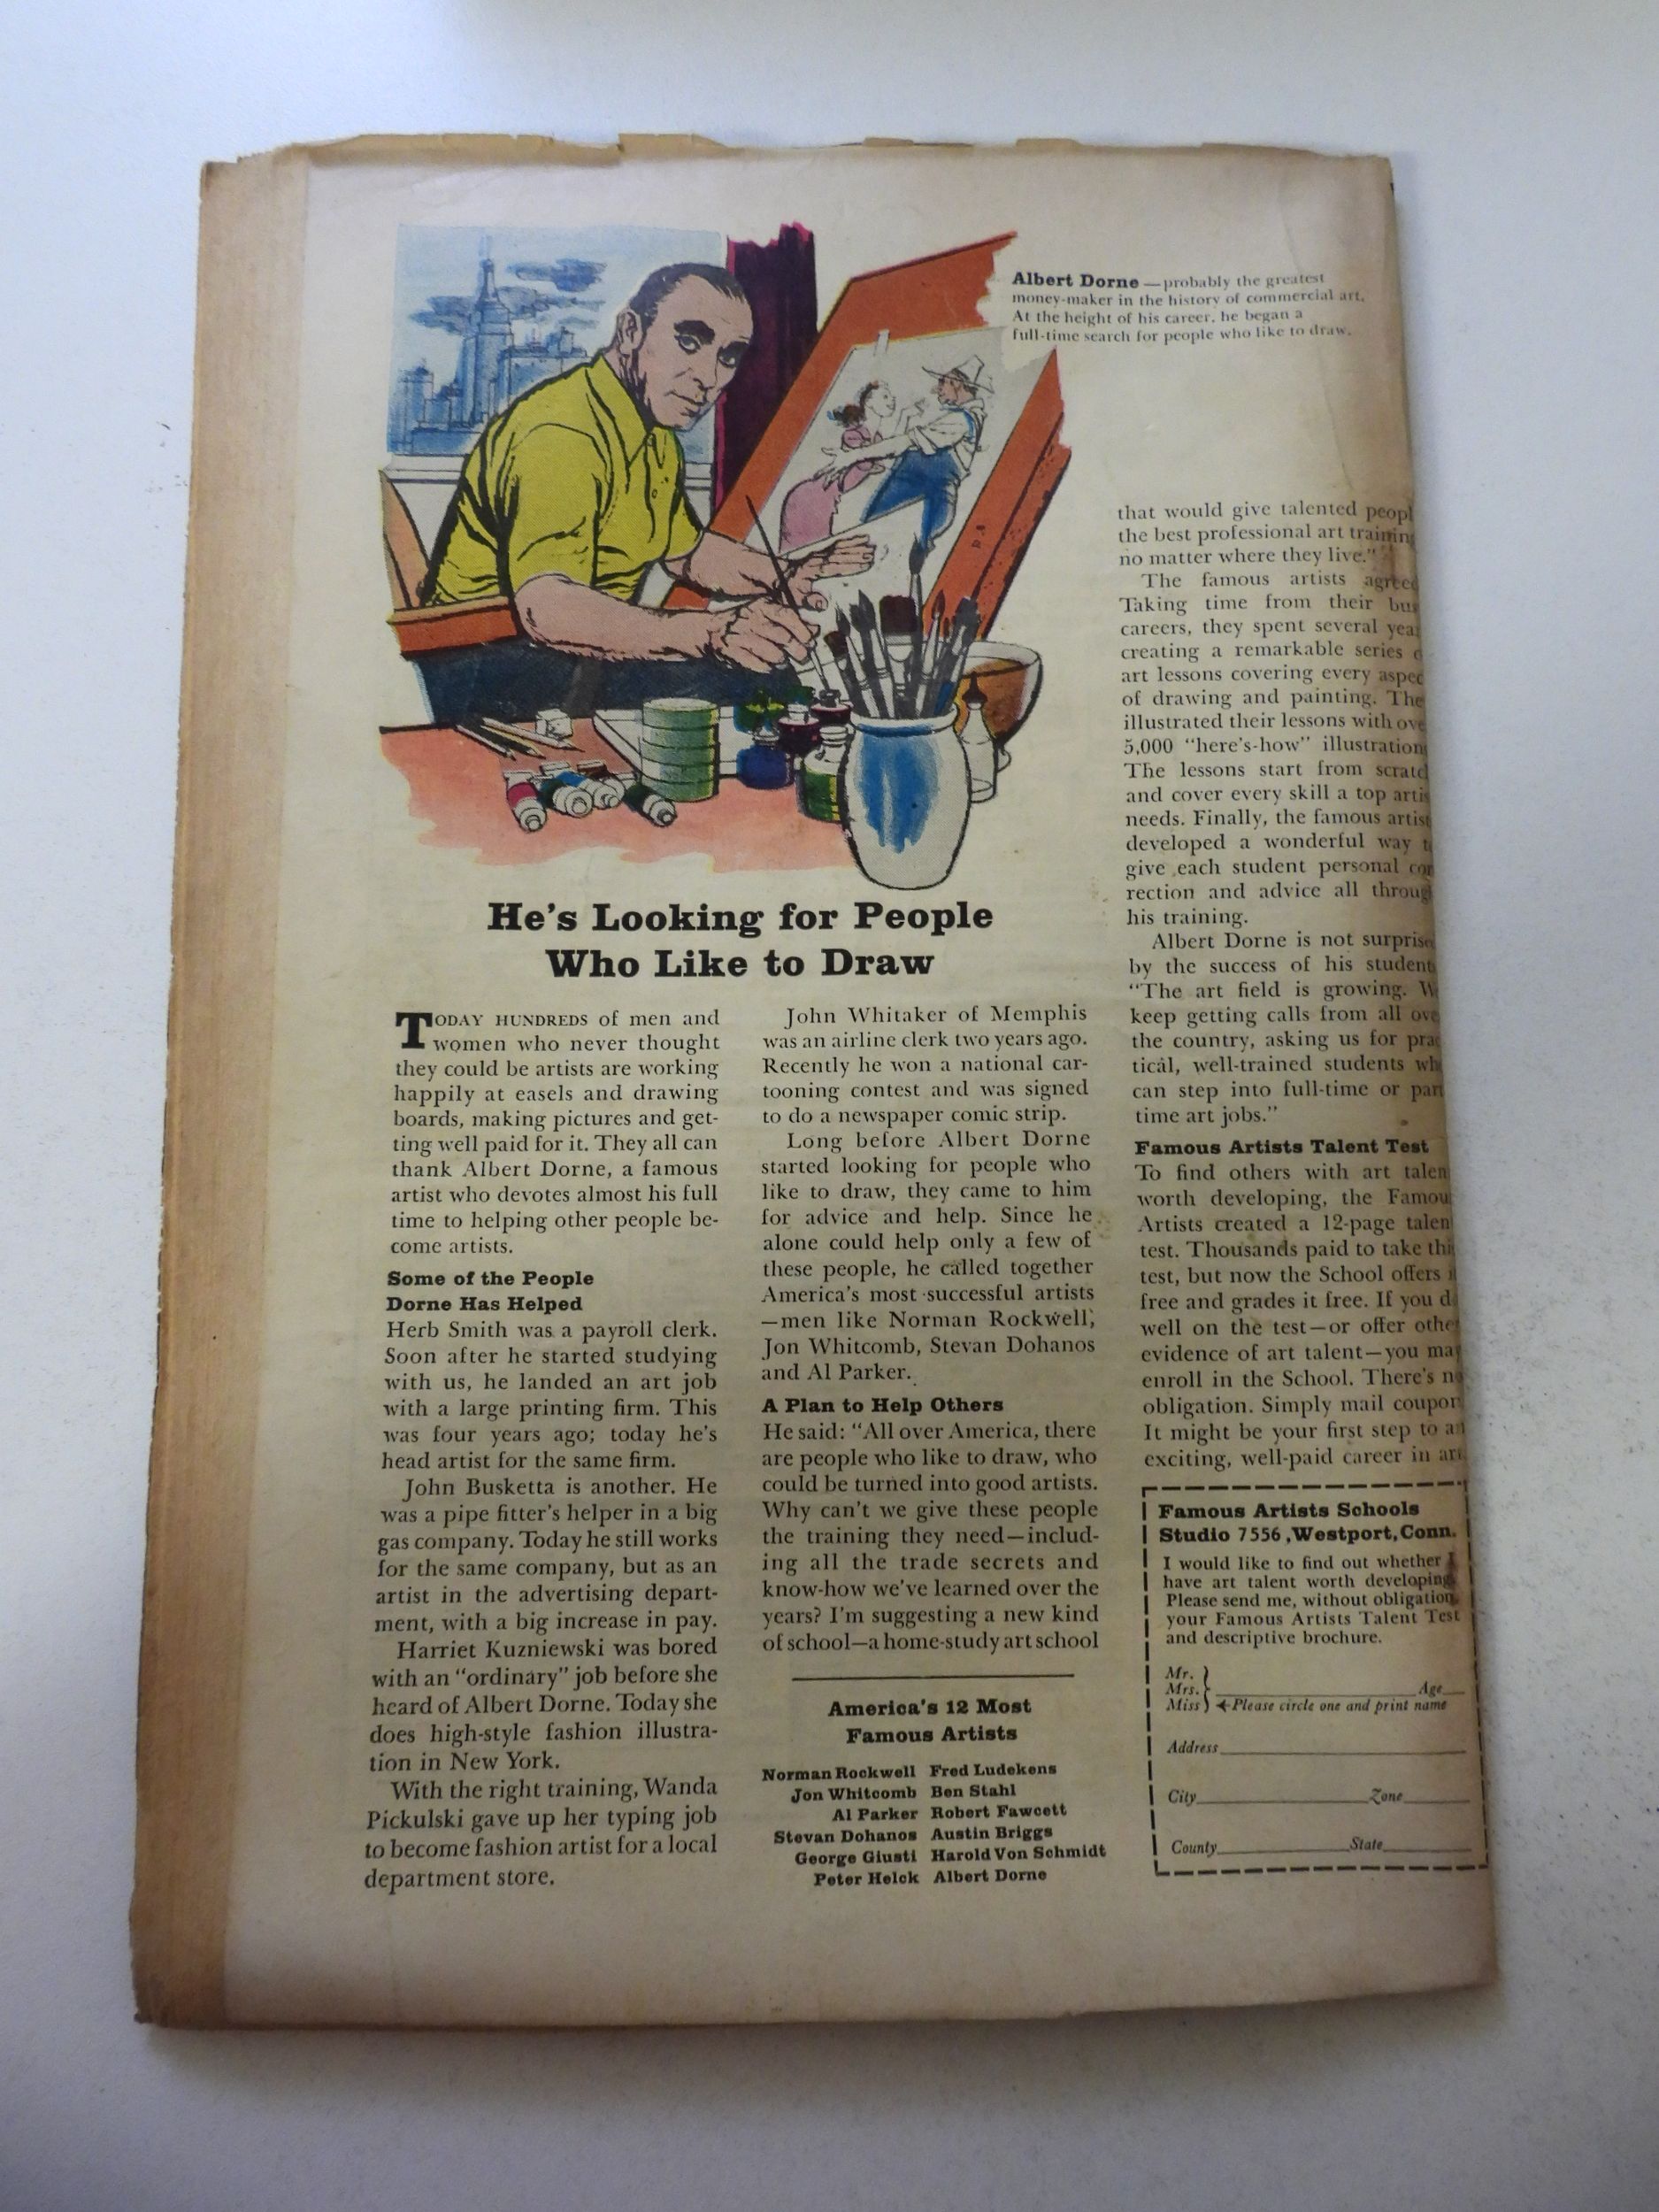 Albert Dorne — probably the greatest
money-maker in the history of commercial art.
At the height of his career, he began a
full-time search for people who like to draw.
He's Looking for People
Who Like to Draw
TODAY HUNDREDS of men and
women who never thought
they could be artists are working
happily at easels and drawing
boards, making pictures and get-
ting well paid for it. They all can
thank Albert Dorne, a famous
artist who devotes almost his full
time to helping other people be-
come artists.
Some of the People
Dorne Has Helped
Herb Smith was a payroll clerk.
Soon after he started studying
with us, he landed an art job
with a large printing firm. This
was four years ago; today he's
head artist for the same firm.
John Busketta is another. He
was a pipe fitter's helper in a big
gas company. Today he still works
for the same company, but as an
artist in the advertising depart-
ment, with a big increase in pay.
Harriet Kuzniewski was bored
with an "ordinary" job before she
heard of Albert Dorne. Today she
does high-style fashion illustra-
tion in New York.
With the right training, Wanda
Pickulski gave up her typing job
to become fashion artist for a local
department store.
John Whitaker of Memphis
was an airline clerk two years ago.
Recently he won a national car-
tooning contest and was signed
to do a newspaper comic strip.
Long before Albert Dorne
started looking for people who
like to draw, they came to him
for advice and help. Since he
alone could help only a few of
these people, he called together
America's most successful artists
—men like Norman Rockwell,
Jon Whitcomb, Stevan Dohanos
and Al Parker.
A Plan to Help Others
He said: "All over America, there
are people who like to draw, who
could be turned into good artists.
Why can't we give these people
the training they need—includ-
ing all the trade secrets and
know-how we've learned over the
years? I'm suggesting a new kind
of school—a home-study art school
America's 12 Most
Famous Artists
Norman Rockwell Fred Ludekens
Jon Whitcomb Ben Stahl
Al Parker Robert Fawcett
Stevan Dohanos Austin Briggs
George Giusti Harold Von Schmidt
Peter Helck Albert Dorne
that would give talented peopl
the best professional art training
no matter where they live."
The famous artists agreed
Taking time from their bus
careers, they spent several yea
creating a remarkable series
art lessons covering every aspec
of drawing and painting. The
illustrated their lessons with ove
5,000 "here's-how" illustration
The lessons start from scratc
and cover every skill a top artis
needs. Finally, the famous artist
developed a wonderful way t
give each student personal cor
rection and advice all throug
his training.
Albert Dorne is not surprise
by the success of his student
"The art field is growing. W
keep getting calls from all ove
the country, asking us for prac
tical, well-trained students wh
can step into full-time or part
time art jobs."
Famous Artists Talent Test
To find others with art talen
worth developing, the Famou
Artists created a 12-page talen
test. Thousands paid to take thi
test, but now the School offers i
free and grades it free. If you d
well on the test—or offer othe
evidence of art talent—you may
enroll in the School. There's n
obligation. Simply mail coupon
It might be your first step to an
exciting, well-paid career in art
Famous Artists Schools
Studio 7556, Westport, Conn.
I would like to find out whether I
have art talent worth developing.
Please send me, without obligation,
your Famous Artists Talent Test
and descriptive brochure.
Mr.
Mrs. Age
Miss Please circle one and print name
Address
City Zone
County State